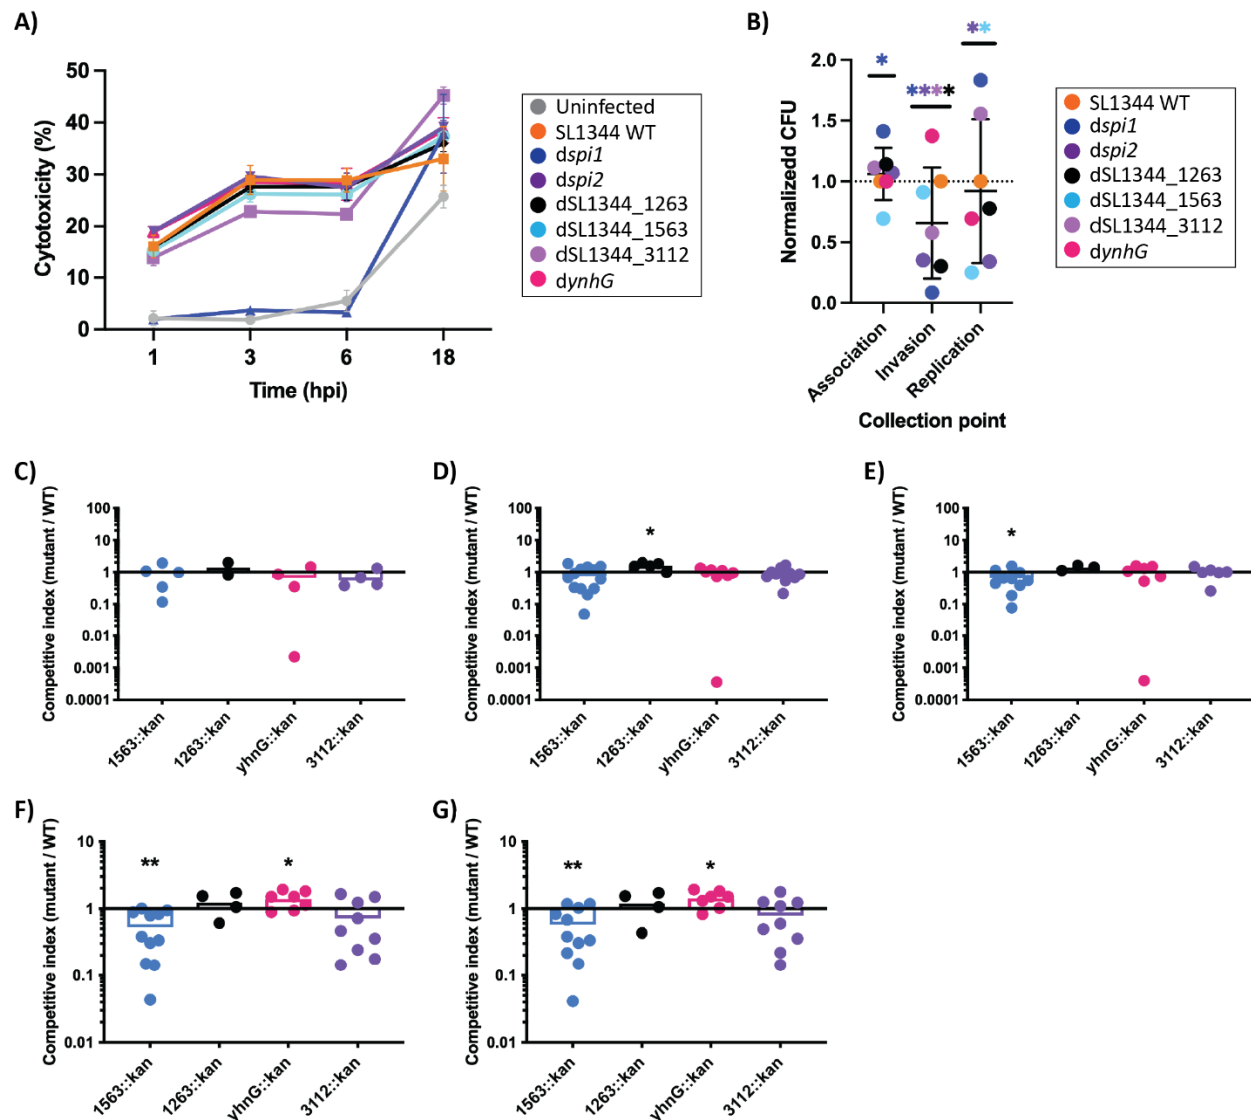 A)
Cytotoxicity (%)
50
40
30
20
10
0
1
3
6
18
Time (hpi)
Uninfected
SL1344 WT
dspi1
dspi2
dSL1344_1263
dSL1344_1563
dSL1344_3112
dynhG
B)
Normalizedd CFU
2.0
1.5
1.0
0.5
0.0
*
****
**
Association
Invasion
Replication
Collection point
SL1344 WT
dspi1
dspi2
dSL1344_1263
dSL1344_1563
dSL1344_3112
dynhG
C)
Competitive index (mutant / WT)
100
10
1
0.1
0.01
0.001
0.0001
1563::kan
1263::kan
yhnG::kan
3112::kan
D)
Competitive index (mutant / WT)
100
10
1
0.1
0.01
0.001
0.0001
*
1563::kan
1263::kan
yhnG::kan
3112::kan
E)
Competitive index (mutant / WT)
100
10
1
0.1
0.01
0.001
0.0001
*
1563::kan
1263::kan
yhnG::kan
3112::kan
F)
Competitive index (mutant / WT)
10
1
0.1
0.01
**
*
1563::kan
1263::kan
yhnG::kan
3112::kan
G)
Competitive index (mutant / WT)
10
1
0.1
0.01
**
*
1563::kan
1263::kan
yhnG::kan
3112::kan